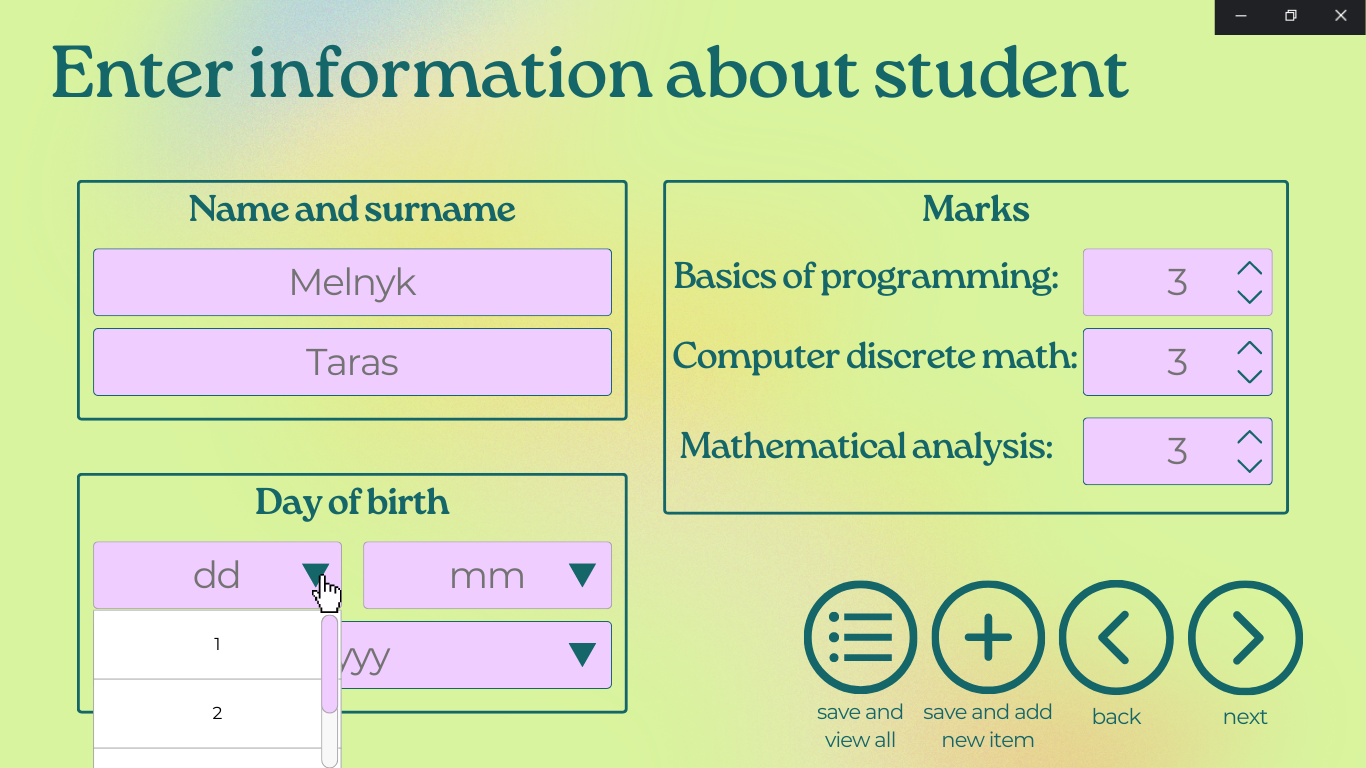 Enter information about student
Name and surname
Melnyk
Taras
Marks
Basics of programming:
3
Computer discrete math:
3
Mathematical analysis:
3
Day of birth
dd
mm
yyy
1
2
save and
view all
save and add
new item
back
next